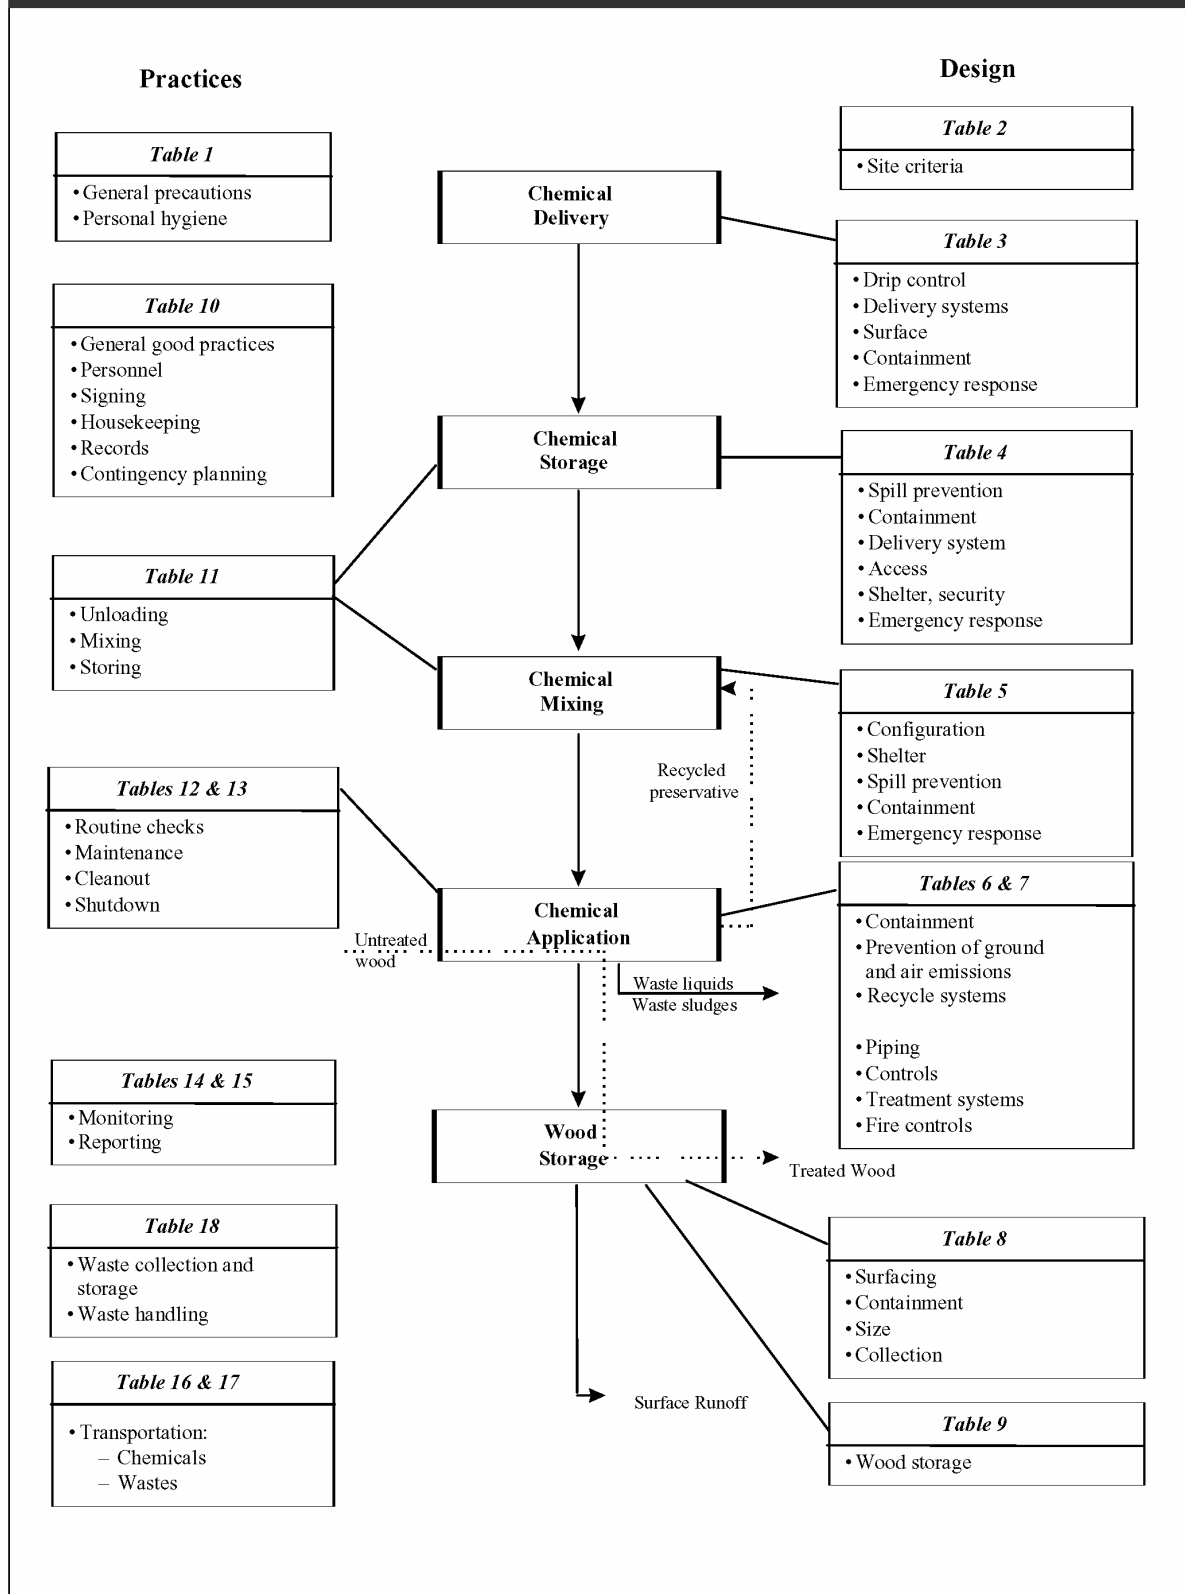 Practices
Design
Table 1
• General precautions
• Personal hygiene
Table 10
• General good practices
• Personnel
• Signing
• Housekeeping
• Records
• Contingency planning
Table 11
• Unloading
• Mixing
• Storing
Tables 12 & 13
• Routine checks
• Maintenance
• Cleanout
• Shutdown
Tables 14 & 15
• Monitoring
• Reporting
Table 18
• Waste collection and
storage
• Waste handling
Table 16 & 17
• Transportation:
– Chemicals
– Wastes
Chemical
Delivery
Chemical
Storage
Chemical
Mixing
Recycled
preservative
Chemical
Application
Untreated
wood
Waste liquids
Waste sludges
Wood
Storage
Treated Wood
Surface Runoff
Table 2
• Site criteria
Table 3
• Drip control
• Delivery systems
• Surface
• Containment
• Emergency response
Table 4
• Spill prevention
• Containment
• Delivery system
• Access
• Shelter, security
• Emergency response
Table 5
• Configuration
• Shelter
• Spill prevention
• Containment
• Emergency response
Tables 6 & 7
• Containment
• Prevention of ground
and air emissions
• Recycle systems
• Piping
• Controls
• Treatment systems
• Fire controls
Table 8
• Surfacing
• Containment
• Size
• Collection
Table 9
• Wood storage